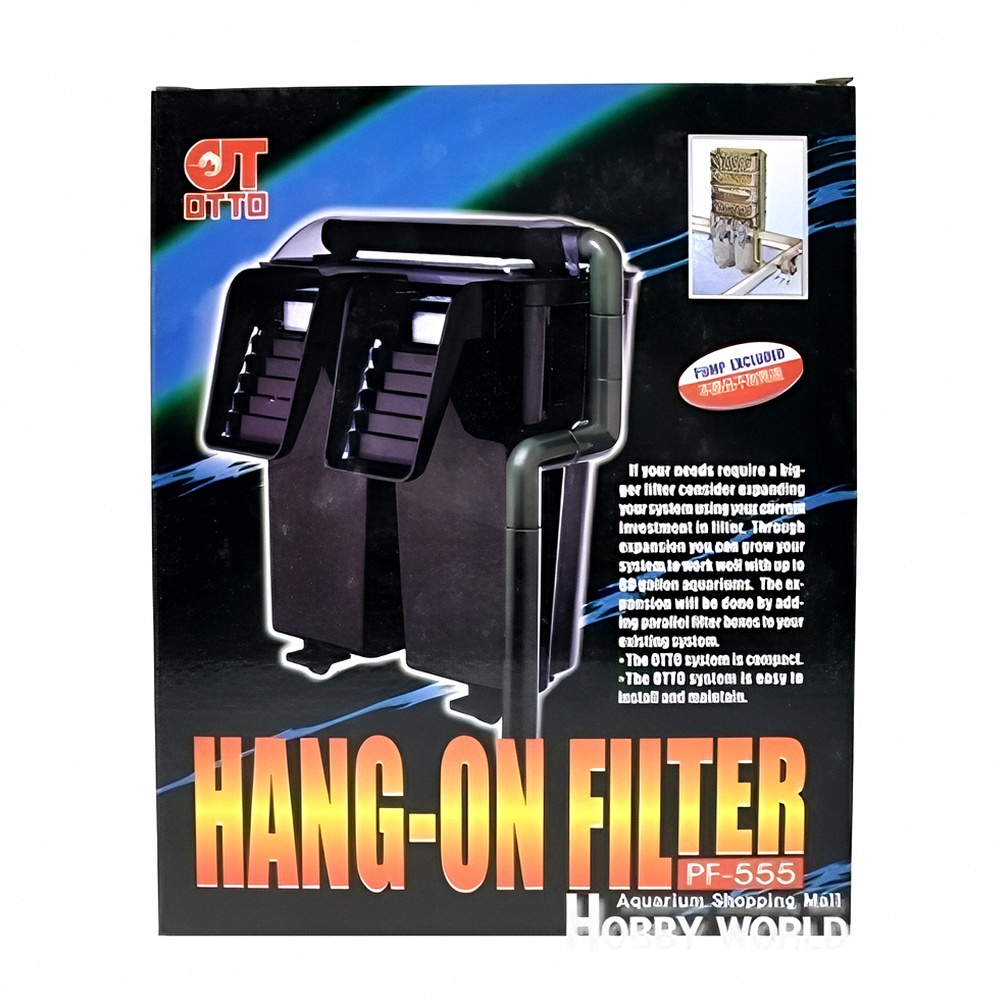 OTTO
PUMP EXCLUDED
If your needs require a big-
ger filter consider expanding
your system using your current
investment in filter. Through
expansion you can grow your
system to work well with up to
gallon aquariums. The ex-
pansion will be done by add-
ing parallel filter boxes to your
existing system.
·The OTTO system is compact.
·The OTTO system is easy to
install and maintain.
HANG-ON FILTER
PF-555
Aquarium Shopping Mall
HOBBY WORLD